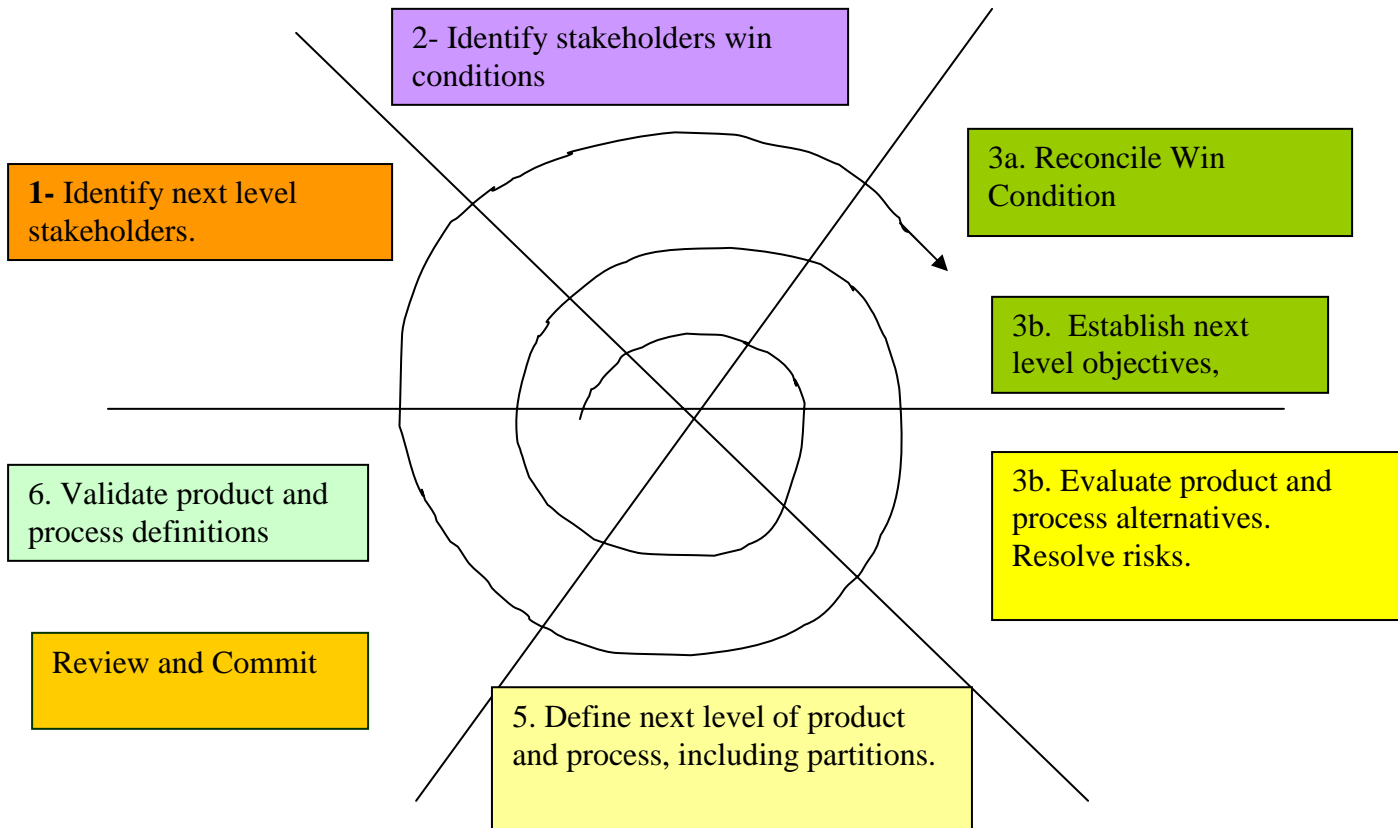 2- Identify stakeholders win
conditions
3a. Reconcile Win
Condition
1- Identify next level
stakeholders.
3b.  Establish next
level objectives,
6. Validate product and
process definitions
3b. Evaluate product and
process alternatives.
Resolve risks.
Review and Commit
5. Define next level of product
and process, including partitions.